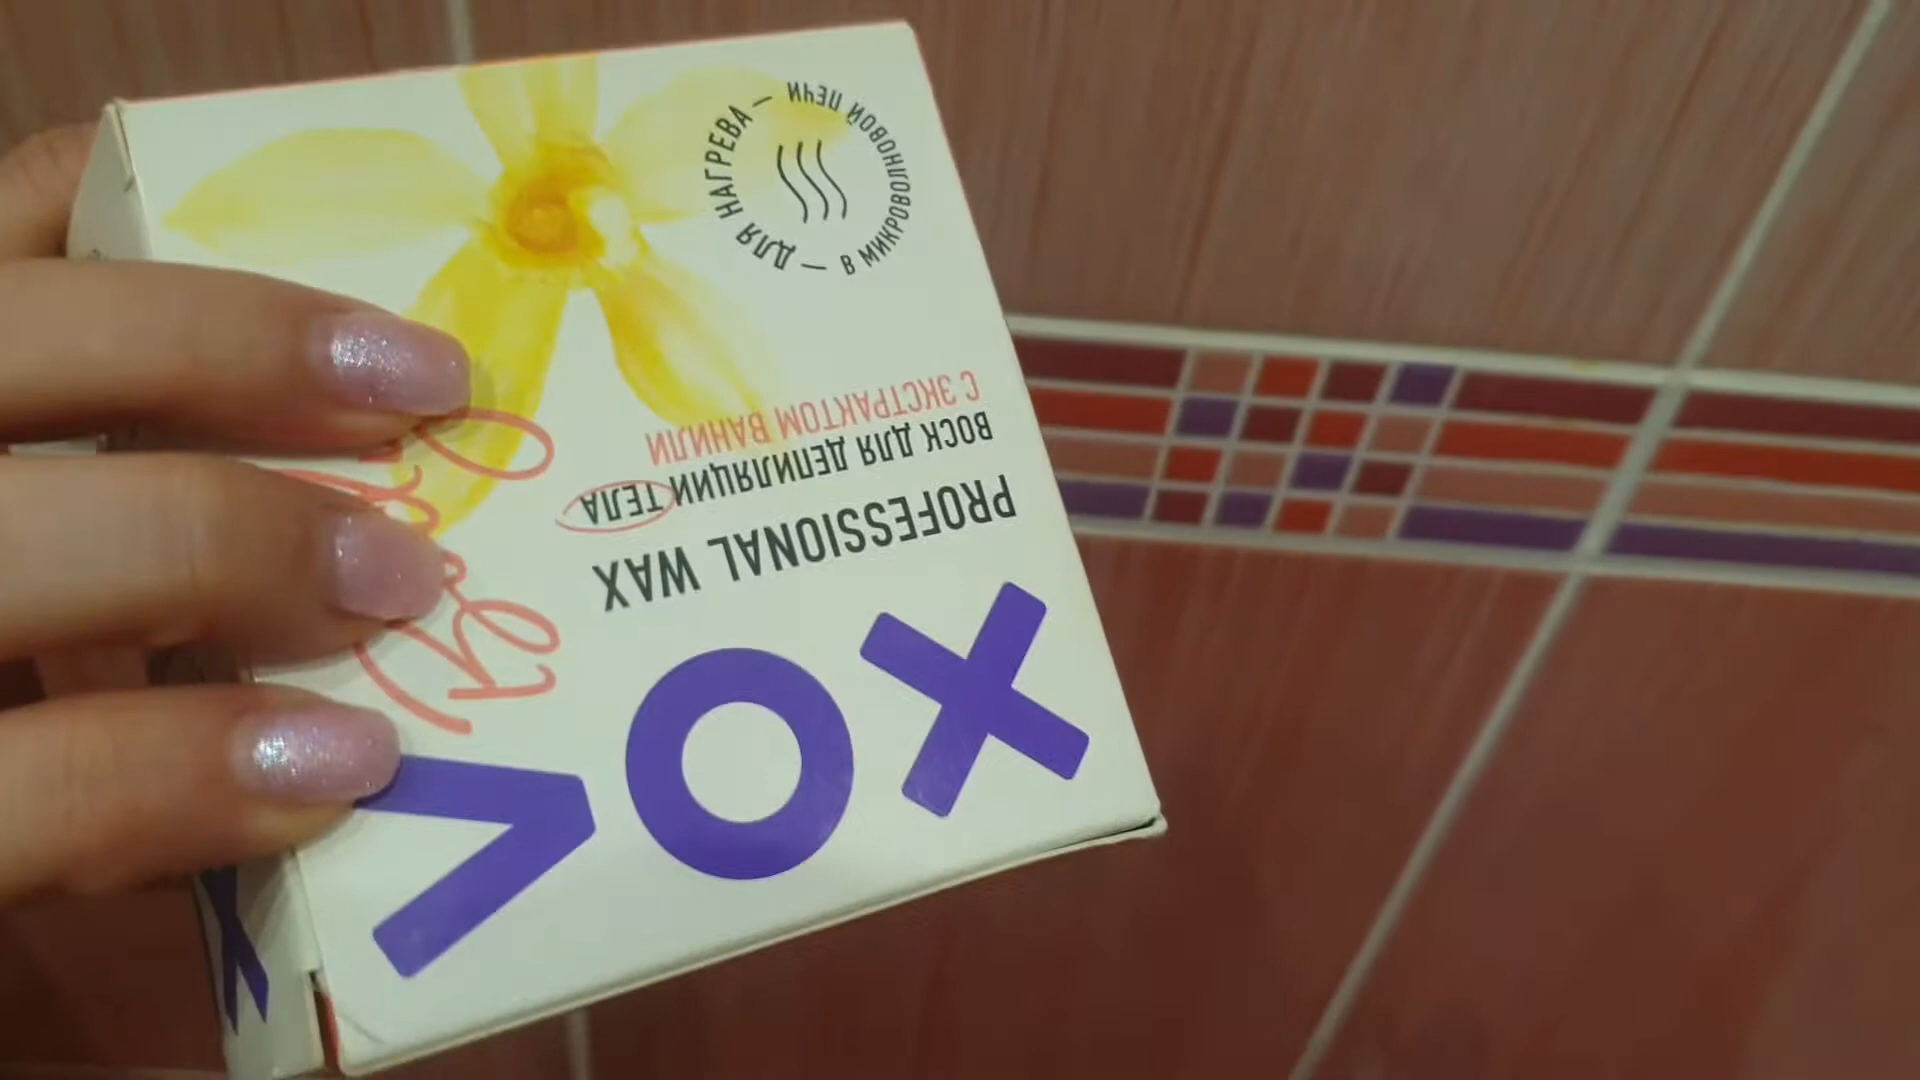 VOX
PROFESSIONAL WAX
ВОСК ДЛЯ ДЕПИЛЯЦИИ ТЕЛА
С ЭКСТРАКТОМ ВАНИЛИ
ДЛЯ НАГРЕВА — В МИКРОВОЛНОВОЙ ПЕЧИ —